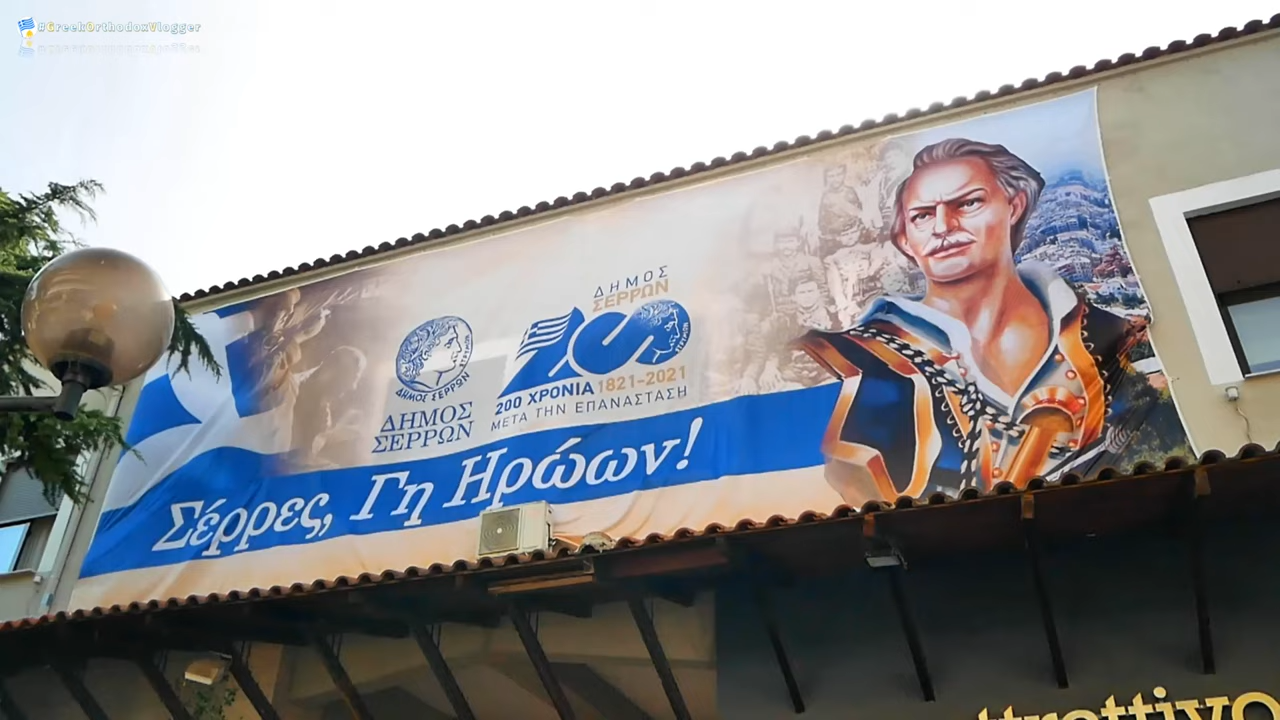 #GreekOrthodoxVlogger
ΔΗΜΟΣ
ΣΕΡΡΩΝ
ΔΗΜΟΣ ΣΕΡΡΩΝ
ΔΗΜΟΣ
ΣΕΡΡΩΝ
200 ΧΡΟΝΙΑ 1821-2021
ΜΕΤΑ ΤΗΝ ΕΠΑΝΑΣΤΑΣΗ
Σέρρες, Γη Ηρώων!